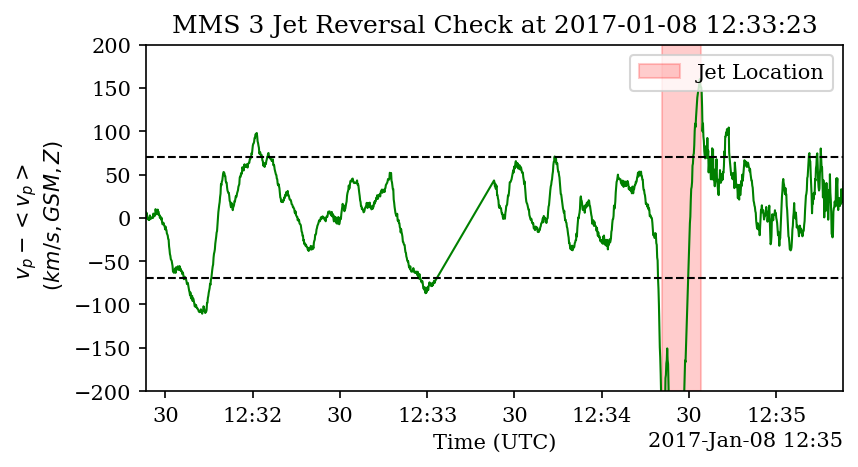 MMS 3 Jet Reversal Check at 2017-01-08 12:33:23
Jet Location
v_p − < v_p >
(km/s, GSM, Z)
200
150
100
50
0
−50
−100
−150
−200
30
12:32
30
12:33
30
12:34
30
12:35
Time (UTC)
2017-Jan-08 12:35